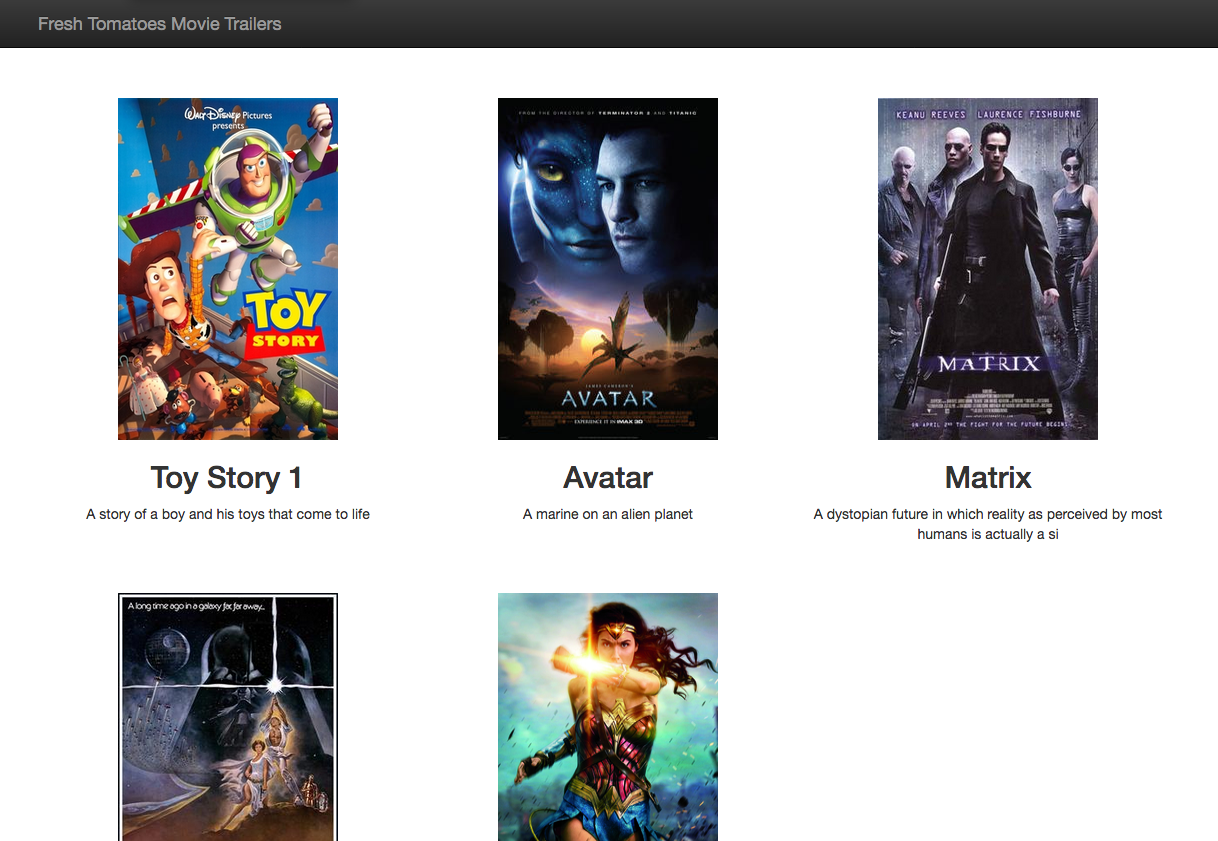 Fresh Tomatoes Movie Trailers
WALT DISNEY Pictures
presents
TOY
STORY
FROM THE DIRECTOR OF TERMINATOR 2 AND TITANIC
JAMES CAMERON'S
AVATAR
EXPERIENCE IT IN IMAX 3D
KEANU REEVES LAURENCE FISHBURNE
THE
MATRIX
ON APRIL 2ND THE FIGHT FOR THE FUTURE BEGINS.
Toy Story 1
Avatar
Matrix
A story of a boy and his toys that come to life
A marine on an alien planet
A dystopian future in which reality as perceived by most
humans is actually a si
A long time ago in a galaxy far, far away...